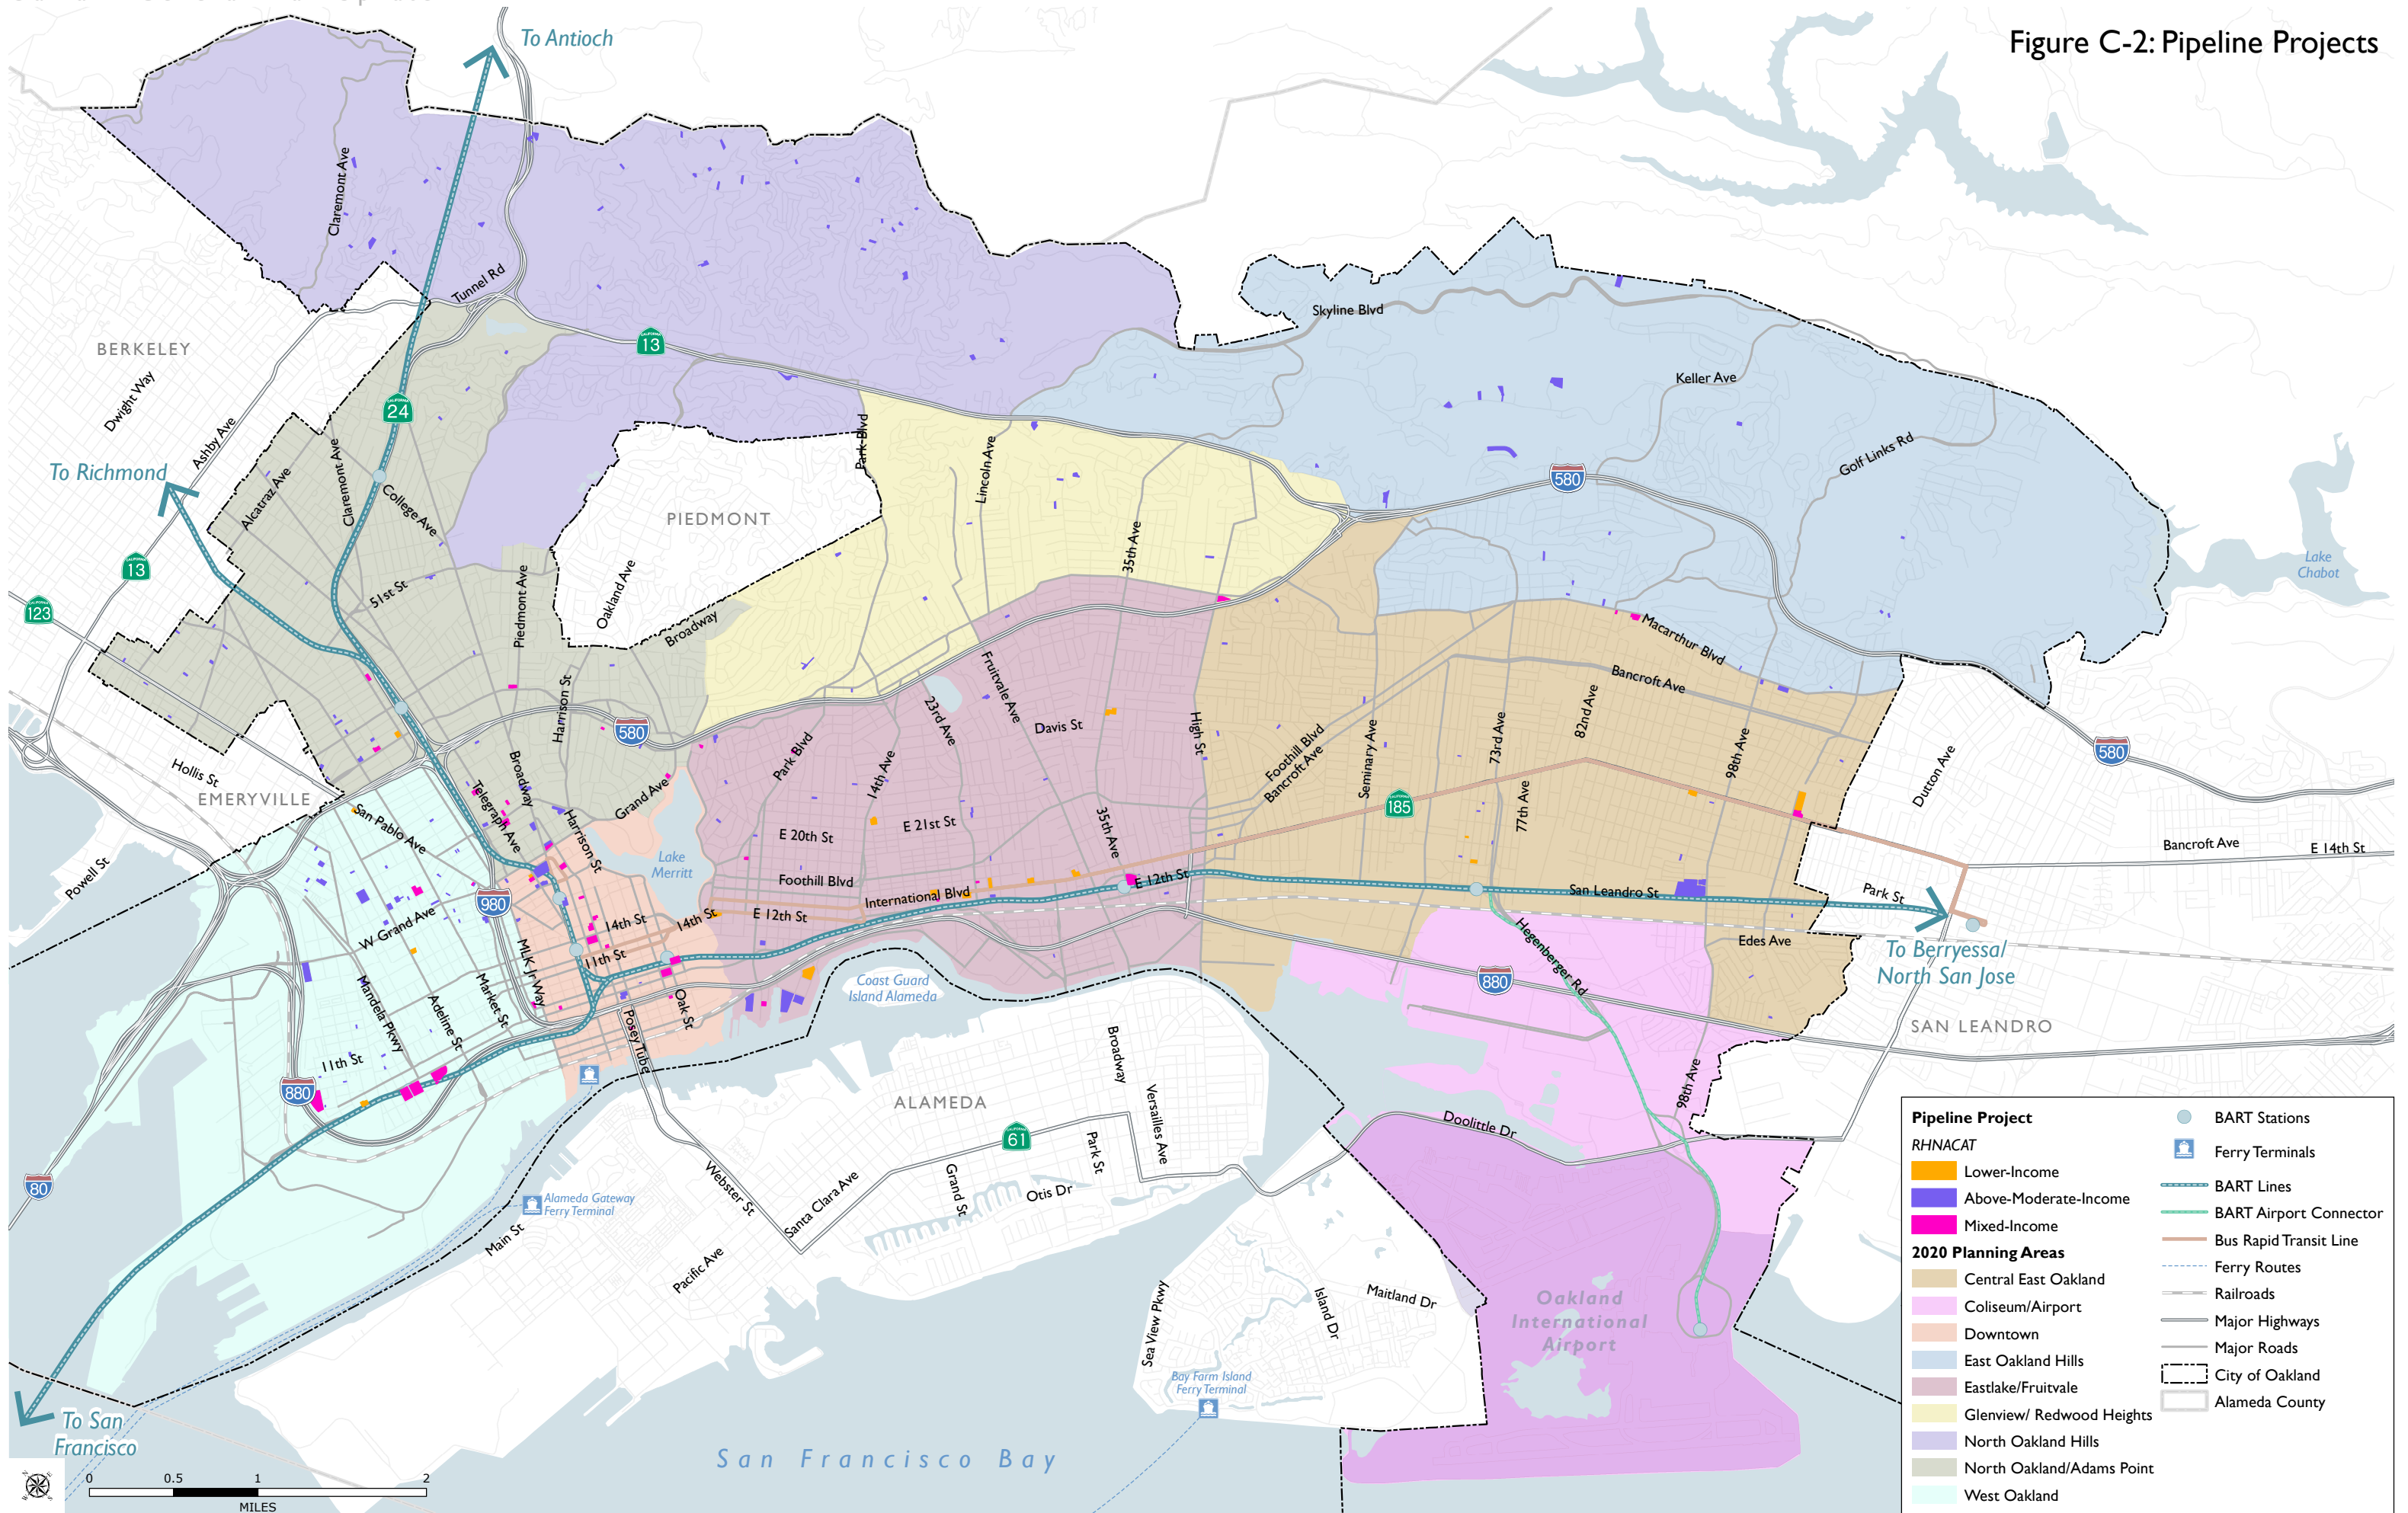 Figure C-2: Pipeline Projects
To Antioch
Claremont Ave
Tunnel Rd
BERKELEY
Dwight Way
Ashby Ave
13
24
Skyline Blvd
Keller Ave
Golf Links Rd
To Richmond
Alcatraz Ave
Claremont Ave
College Ave
PIEDMONT
Park Blvd
Lincoln Ave
35th Ave
580
Lake
Chabot
13
123
51st St
Piedmont Ave
Oakland Ave
Broadway
Macarthur Blvd
Bancroft Ave
Fruitvale Ave
23rd Ave
Davis St
High St
Foothill Blvd
Bancroft Ave
Seminary Ave
73rd Ave
82nd Ave
98th Ave
580
Dutton Ave
Hollis St
EMERYVILLE
Harrison St
580
Park Blvd
14th Ave
Broadway
Telegraph Ave
Grand Ave
Harrison St
San Pablo Ave
E 20th St
E 21st St
35th Ave
185
77th Ave
Bancroft Ave
E 14th St
Powell St
Lake
Merritt
Foothill Blvd
International Blvd
E 12th St
San Leandro St
Park St
980
W Grand Ave
14th St
14th St
E 12th St
11th St
MLK Jr Way
Market St
Adeline St
Mandela Pkwy
Oak St
Posey Tube
Coast Guard
Island Alameda
Hegenberger Rd
880
Edes Ave
To Berryessal
North San Jose
SAN LEANDRO
11th St
880
ALAMEDA
Broadway
Versailles Ave
Park St
61
Doolittle Dr
98th Ave
80
Alameda Gateway
Ferry Terminal
Main St
Webster St
Santa Clara Ave
Grand St
Otis Dr
Pacific Ave
Sea View Pkwy
Island Dr
Maitland Dr
Oakland
International
Airport
Bay Farm Island
Ferry Terminal
To San
Francisco
San Francisco Bay
0 0.5 1 2
MILES
Pipeline Project
RHNACAT
Lower-Income
Above-Moderate-Income
Mixed-Income
2020 Planning Areas
Central East Oakland
Coliseum/Airport
Downtown
East Oakland Hills
Eastlake/Fruitvale
Glenview/ Redwood Heights
North Oakland Hills
North Oakland/Adams Point
West Oakland
BART Stations
Ferry Terminals
BART Lines
BART Airport Connector
Bus Rapid Transit Line
Ferry Routes
Railroads
Major Highways
Major Roads
City of Oakland
Alameda County